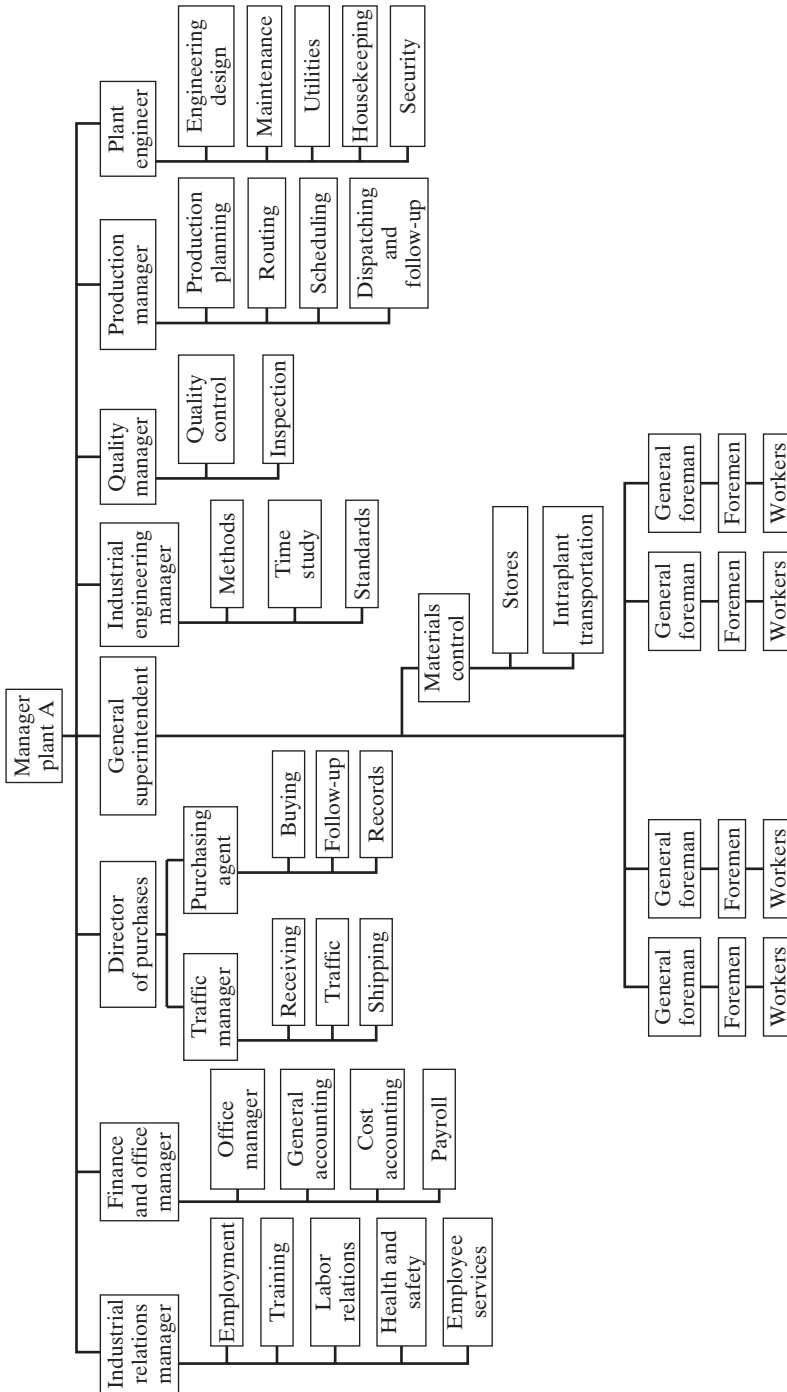 Manager
plant A
Industrial
relations
manager
Employment
Training
Labor
relations
Health and
safety
Employee
services
Finance
and office
manager
Office
manager
General
accounting
Cost
accounting
Payroll
Director
of purchases
Traffic
manager
Receiving
Traffic
Shipping
Purchasing
agent
Buying
Follow-up
Records
General
superintendent
Materials
control
Stores
Intraplant
transportation
General
foreman
Foremen
Workers
General
foreman
Foremen
Workers
General
foreman
Foremen
Workers
General
foreman
Foremen
Workers
Industrial
engineering
manager
Methods
Time
study
Standards
Quality
manager
Quality
control
Inspection
Production
manager
Production
planning
Routing
Scheduling
Dispatching
and
follow-up
Plant
engineer
Engineering
design
Maintenance
Utilities
Housekeeping
Security